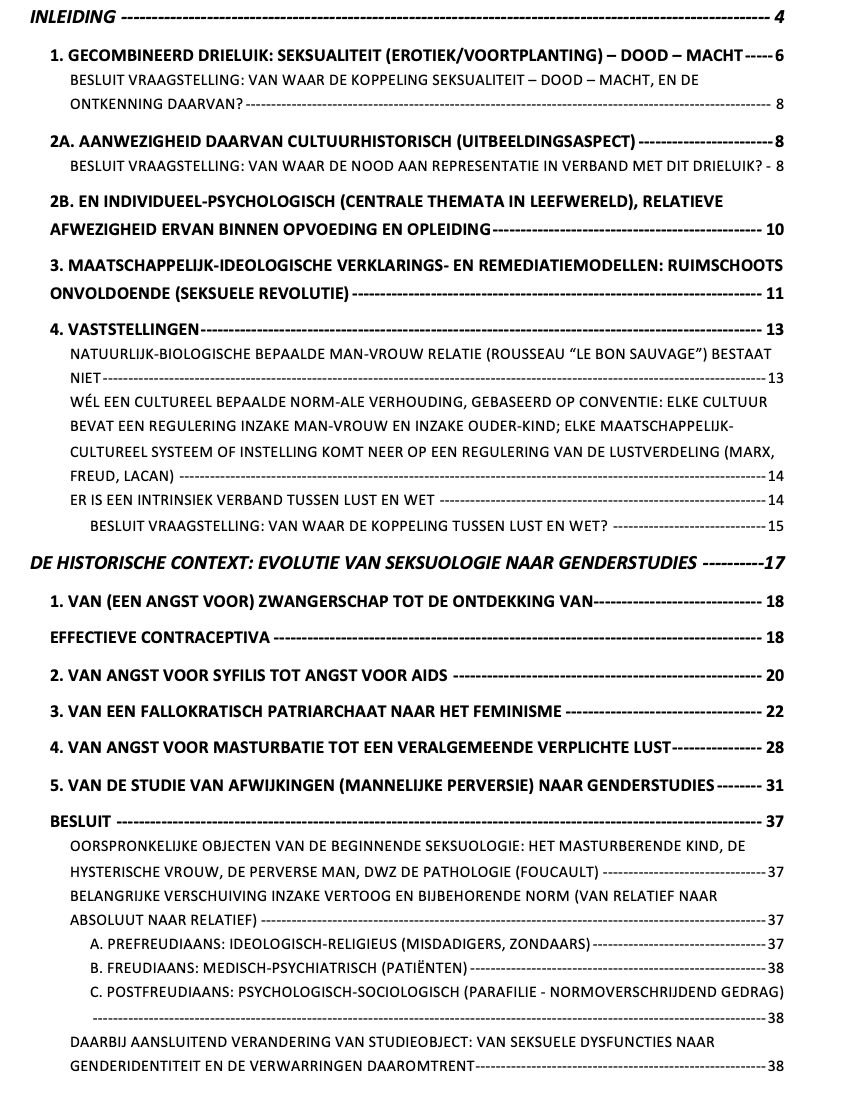 INLEIDING ---------------------------------------------------------------------------------------- 4
1. GECOMBINEERD DRIELUIK: SEKSUALITEIT (EROTIEK/VOORTPLANTING) – DOOD – MACHT -----6
BESLUIT VRAAGSTELLING: VAN WAAR DE KOPPELING SEKSUALITEIT – DOOD – MACHT, EN DE
ONTKENNING DAARVAN? -------------------------------------------------------------------------------- 8
2A. AANWEZIGHEID DAARVAN CULTUURHISTORISCH (UITBEELDINGSASPECT) --------------------8
BESLUIT VRAAGSTELLING: VAN WAAR DE NOOD AAN REPRESENTATIE IN VERBAND MET DIT DRIELUIK? - 8
2B. EN INDIVIDUEEL-PSYCHOLOGISCH (CENTRALE THEMATA IN LEEFWERELD), RELATIEVE
AFWEZIGHEID ERVAN BINNEN OPVOEDING EN OPLEIDING---------------------------------------- 10
3. MAATSCHAPPELIJK-IDEOLOGISCHE VERKLARINGS- EN REMEDIATIEMODELLEN: RUIMSCHOOTS
ONVOLDOENDE (SEKSUELE REVOLUTIE) ------------------------------------------------------------- 11
4. VASTSTELLINGEN------------------------------------------------------------------------------------ 13
NATUURLIJK-BIOLOGISCHE BEPAALDE MAN-VROUW RELATIE (ROUSSEAU “LE BON SAUVAGE”) BESTAAT
NIET----------------------------------------------------------------------------------------------------13
WÉL EEN CULTUREEL BEPAALDE NORM-ALE VERHOUDING, GEBASEERD OP CONVENTIE: ELKE CULTUUR
BEVAT EEN REGULERING INZAKE MAN-VROUW EN INZAKE OUDER-KIND; ELKE MAATSCHAPPELIJK-
CULTUREEL SYSTEEM OF INSTELLING KOMT NEER OP EEN REGULERING VAN DE LUSTVERDELING (MARX,
FREUD, LACAN) ----------------------------------------------------------------------------------------14
ER IS EEN INTRINSIEK VERBAND TUSSEN LUST EN WET -------------------------------------------------14
BESLUIT VRAAGSTELLING: VAN WAAR DE KOPPELING TUSSEN LUST EN WET? ----------------------- 15
DE HISTORISCHE CONTEXT: EVOLUTIE VAN SEKSUOLOGIE NAAR GENDERSTUDIES ----------17
1. VAN (EEN ANGST VOOR) ZWANGERSCHAP TOT DE ONTDEKKING VAN------------------------- 18
EFFECTIEVE CONTRACEPTIVA ------------------------------------------------------------------------- 18
2. VAN ANGST VOOR SYFILIS TOT ANGST VOOR AIDS ---------------------------------------------- 20
3. VAN EEN FALLOKRATISCH PATRIARCHAAT NAAR HET FEMINISME ----------------------------- 22
4. VAN ANGST VOOR MASTURBATIE TOT EEN VERALGEMEENDE VERPLICHTE LUST------------- 28
5. VAN DE STUDIE VAN AFWIJKINGEN (MANNELIJKE PERVERSIE) NAAR GENDERSTUDIES-------- 31
BESLUIT ------------------------------------------------------------------------------------------------ 37
OORSPRONKELIJKE OBJECTEN VAN DE BEGINNENDE SEKSUOLOGIE: HET MASTURBERENDE KIND, DE
HYSTERISCHE VROUW, DE PERVERSE MAN, DWZ DE PATHOLOGIE (FOUCAULT) ------------------------37
BELANGRIJKE VERSCHUIVING INZAKE VERTOOG EN BIJBEHORENDE NORM (VAN RELATIEF NAAR
ABSOLUUT NAAR RELATIEF) ---------------------------------------------------------------------------37
A. PREFREUDIAANS: IDEOLOGISCH-RELIGIEUS (MISDADIGERS, ZONDAARS)--------------------------37
B. FREUDIAANS: MEDISCH-PSYCHIATRISCH (PATIËNTEN) ---------------------------------------------38
C. POSTFREUDIAANS: PSYCHOLOGISCH-SOCIOLOGISCH (PARAFILIE - NORMOVERSCHRIJDEND GEDRAG)
--------------------------------------------------------------------------------------------------------38
DAARBIJ AANSLUITEND VERANDERING VAN STUDIEOBJECT: VAN SEKSUELE DYSFUNCTIES NAAR
GENDERIDENTITEIT EN DE VERWARRINGEN DAAROMTRENT--------------------------------------------38